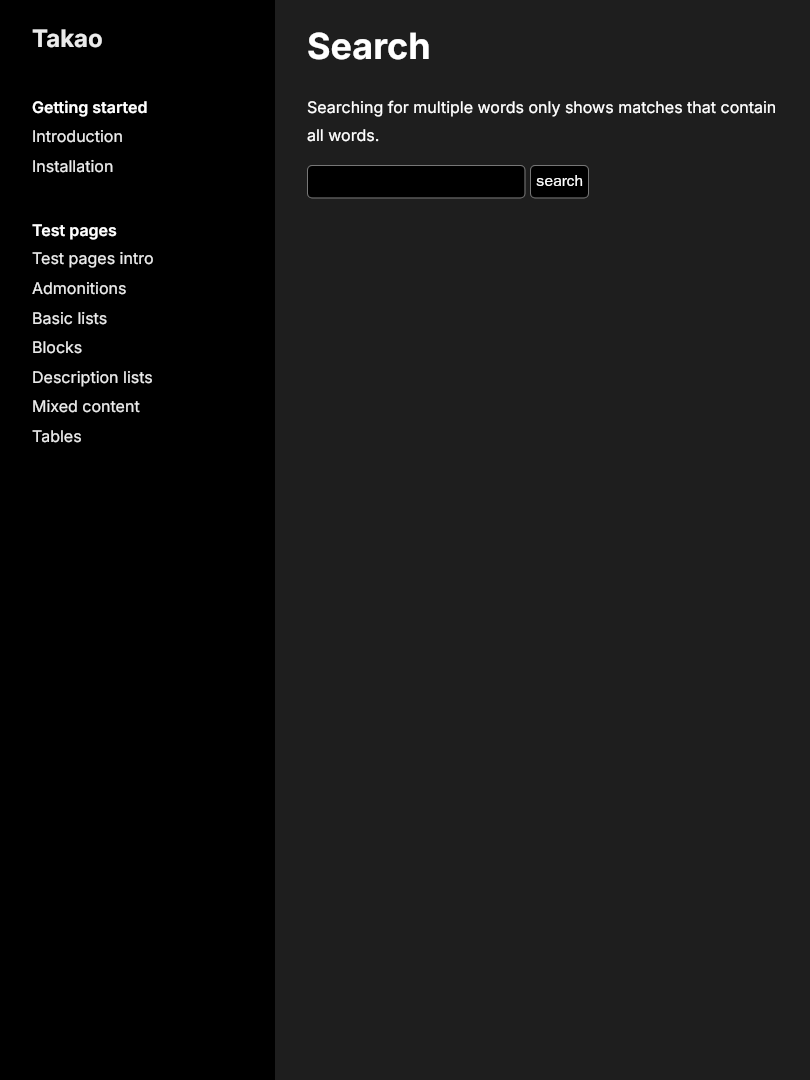 Takao
Getting started
Introduction
Installation
Test pages
Test pages intro
Admonitions
Basic lists
Blocks
Description lists
Mixed content
Tables
Search
Searching for multiple words only shows matches that contain
all words.
search